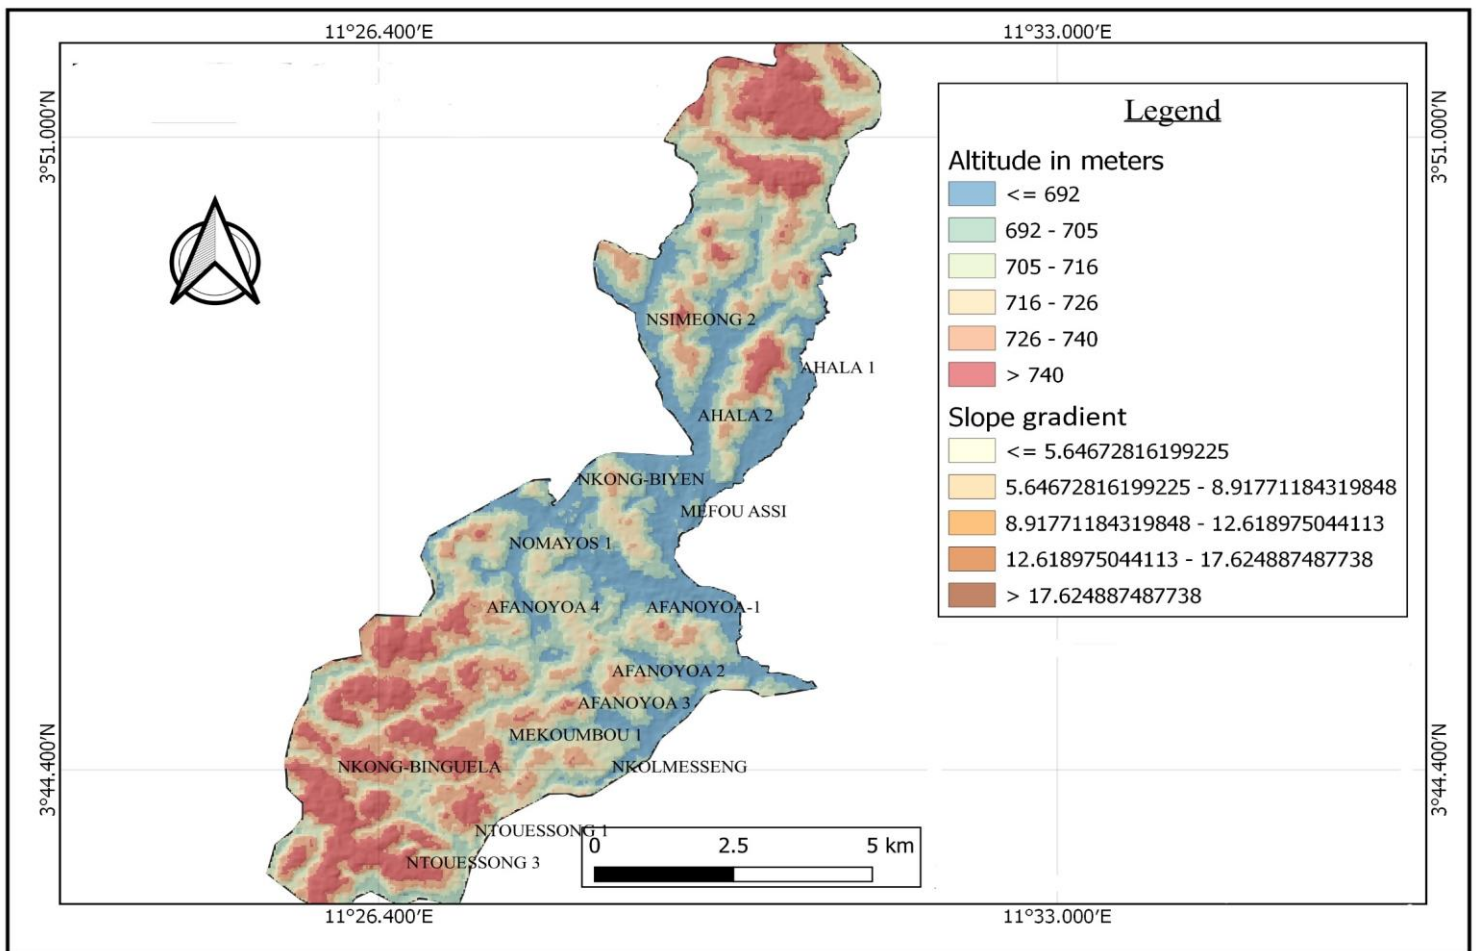 11°26.400'E
11°33.000'E
3°51.000'N
3°51.000'N
Legend
Altitude in meters
<= 692
692 - 705
705 - 716
716 - 726
726 - 740
> 740
Slope gradient
<= 5.64672816199225
5.64672816199225 - 8.91771184319848
8.91771184319848 - 12.618975044113
12.618975044113 - 17.624887487738
> 17.624887487738
NSIMEONG 2
AHALA 1
AHALA 2
NKONG-BIYEN
MEFOU ASSI
NOMAYOS 1
AFANOYOA 4
AFANOYOA-1
AFANOYOA 2
AFANOYOA 3
MEKOUMBOU 1
NKONG-BINGUELA
NKOLMESSENG
3°44.400'N
3°44.400'N
NTOUESSONG 1
NTOUESSONG 3
0 2.5 5 km
11°26.400'E
11°33.000'E